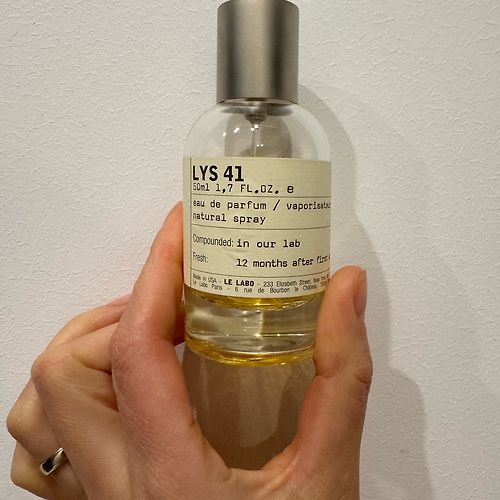 LYS 41
50ml 1,7 FL.OZ. e
eau de parfum / vaporisateu
natural spray
Compounded: in our lab
Fresh: 12 months after first
Made in USA - LE LABO - 233 Elizabeth Street, New
Le Labo Paris - 6 rue de Bourbon le Château,